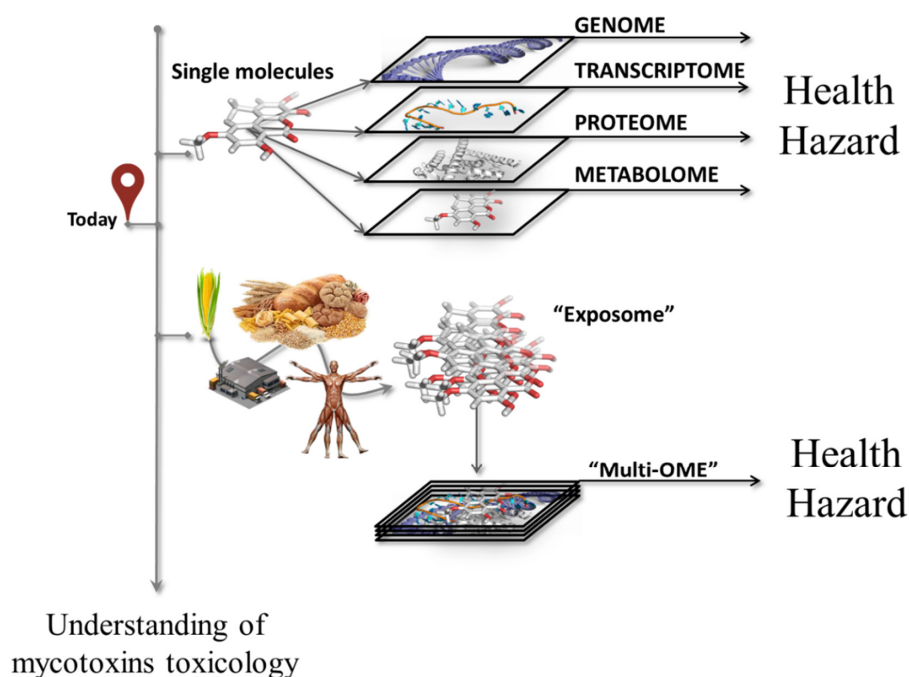 GENOME
Single molecules
TRANSCRIPTOME
PROTEOME
METABOLOME
Health
Hazard
Today
“Exposome”
“Multi-OME”
Health
Hazard
Understanding of
mycotoxins toxicology